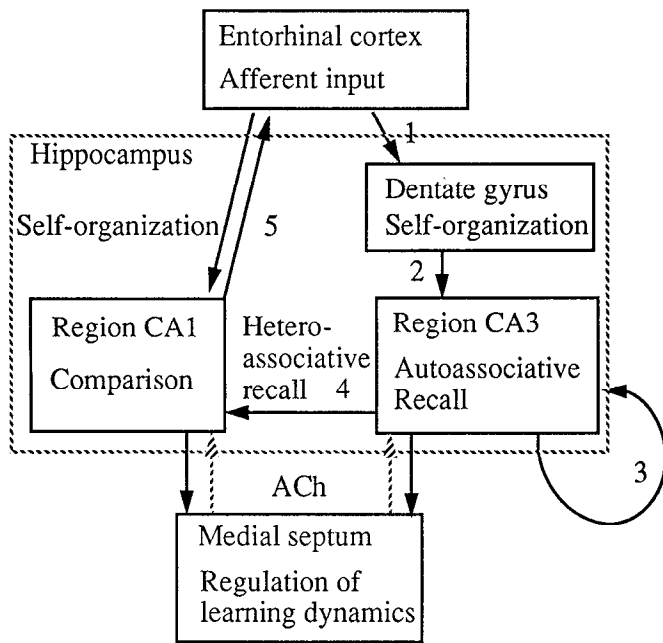 Entorhinal cortex
Afferent input
1
Hippocampus
Dentate gyrus
Self-organization
Self-organization
5
2
Region CA1
Comparison
Hetero-
associative
recall 4
Region CA3
Autoassociative
Recall
3
ACh
Medial septum
Regulation of
learning dynamics